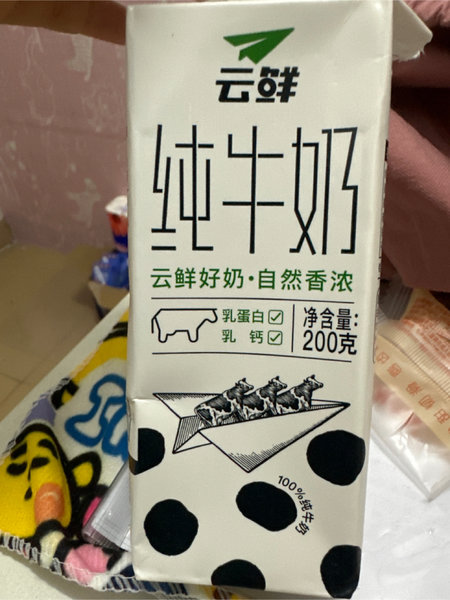 云鲜
纯牛奶
云鲜好奶·自然香浓
乳蛋白☑
乳 钙☑
净含量:
200克
100%纯牛奶